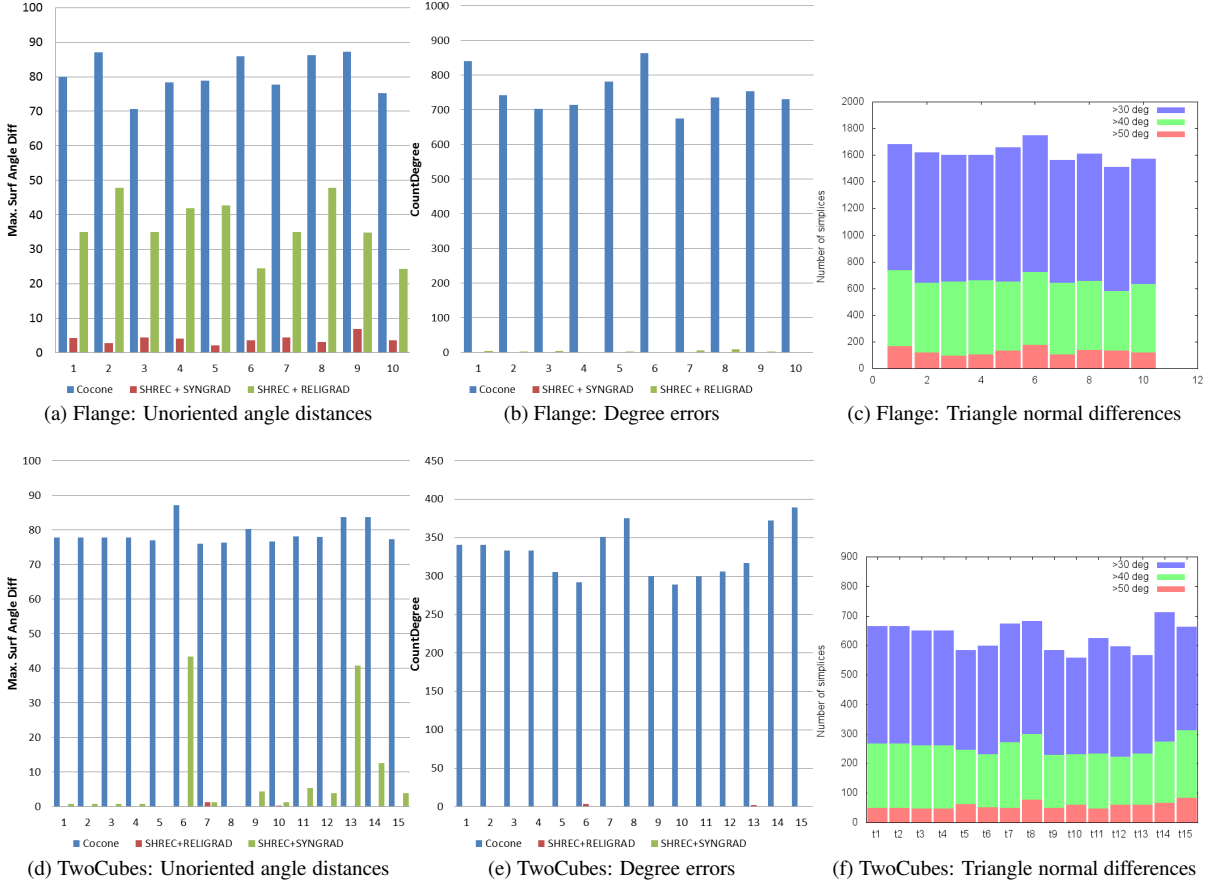 100
90
80
70
60
50
40
30
20
10
0
Max. Surf Angle Diff
1 2 3 4 5 6 7 8 9 10
Cocone SHREC + SYNGRAD SHREC + RELIGRAD
(a) Flange: Unoriented angle distances
1000
900
800
700
600
500
400
300
200
100
0
CountDegree
1 2 3 4 5 6 7 8 9 10
Cocone SHREC + SYNGRAD SHREC + RELIGRAD
(b) Flange: Degree errors
2000
1800
1600
1400
1200
1000
800
600
400
200
0
Number of simplices
>30 deg
>40 deg
>50 deg
0 2 4 6 8 10 12
(c) Flange: Triangle normal differences
100
90
80
70
60
50
40
30
20
10
0
Max. Surf Angle Diff
1 2 3 4 5 6 7 8 9 10 11 12 13 14 15
Cocone SHREC+RELIGRAD SHREC+SYNGRAD
(d) TwoCubes: Unoriented angle distances
450
400
350
300
250
200
150
100
50
0
CountDegree
1 2 3 4 5 6 7 8 9 10 11 12 13 14 15
Cocone SHREC+RELIGRAD SHREC+SYNGRAD
(e) TwoCubes: Degree errors
900
800
700
600
500
400
300
200
100
0
Number of simplices
>30 deg
>40 deg
>50 deg
t1 t2 t3 t4 t5 t6 t7 t8 t9 t10 t11 t12 t13 t14 t15
(f) TwoCubes: Triangle normal differences